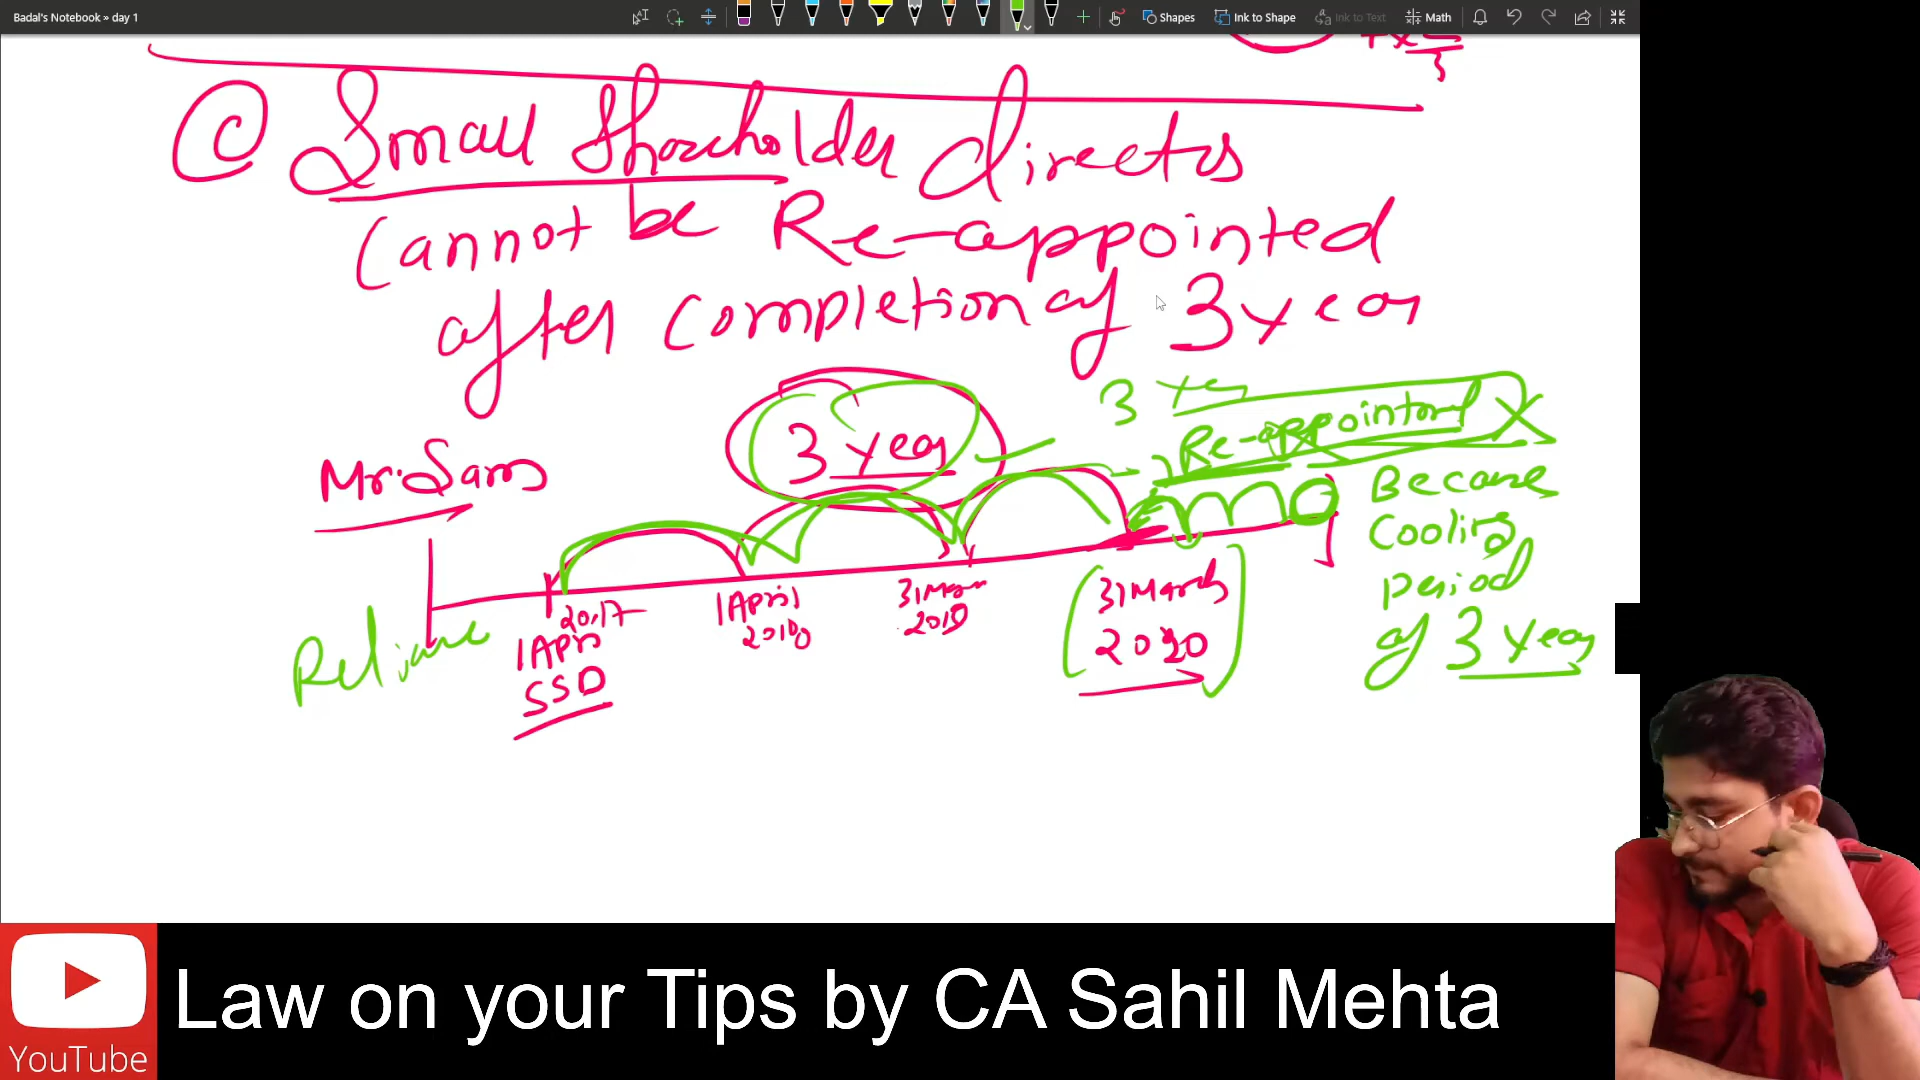 Badal's Notebook » day 1
Shapes
Ink to Shape
Ink to Text
Math
(C) Small Shareholder directors
Cannot be Re-appointed
after completion of 3 year
3 yes
Re-appointment X
3 year
Mr. Sam
Because
Cooling
period
of 3 year
Reliance
2017
1 April
SSD
1 April
2018
31 Mar
2019
31 March
2020
Law on your Tips by CA Sahil Mehta
YouTube